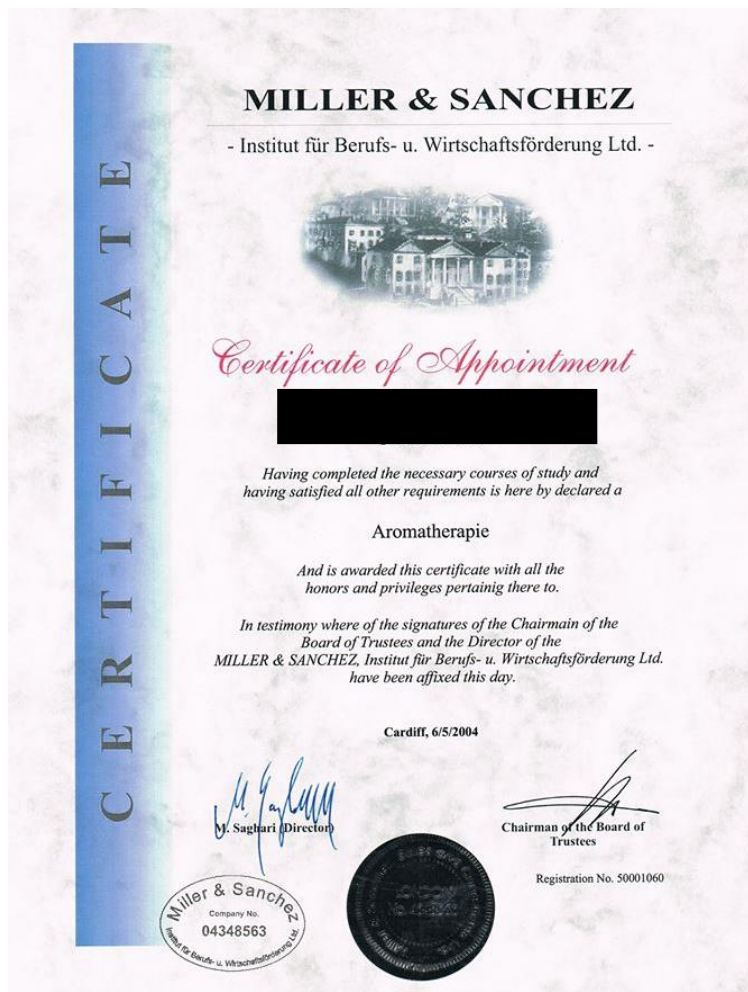 CERTIFICATE
MILLER & SANCHEZ
- Institut für Berufs- u. Wirtschaftsförderung Ltd. -
Certificate of Appointment
Having completed the necessary courses of study and
having satisfied all other requirements is here by declared a
Aromatherapie
And is awarded this certificate with all the
honors and privileges pertainig there to.
In testimony where of the signatures of the Chairmain of the
Board of Trustees and the Director of the
MILLER & SANCHEZ, Institut für Berufs- u. Wirtschaftsförderung Ltd.
have been affixed this day.
Cardiff, 6/5/2004
M. Saghari (Director)
Chairman of the Board of
Trustees
Registration No. 50001060
Miller & Sanchez
Company No.
04348563
Institut für Berufs- u. Wirtschaftsförderung Ltd.
LONDON